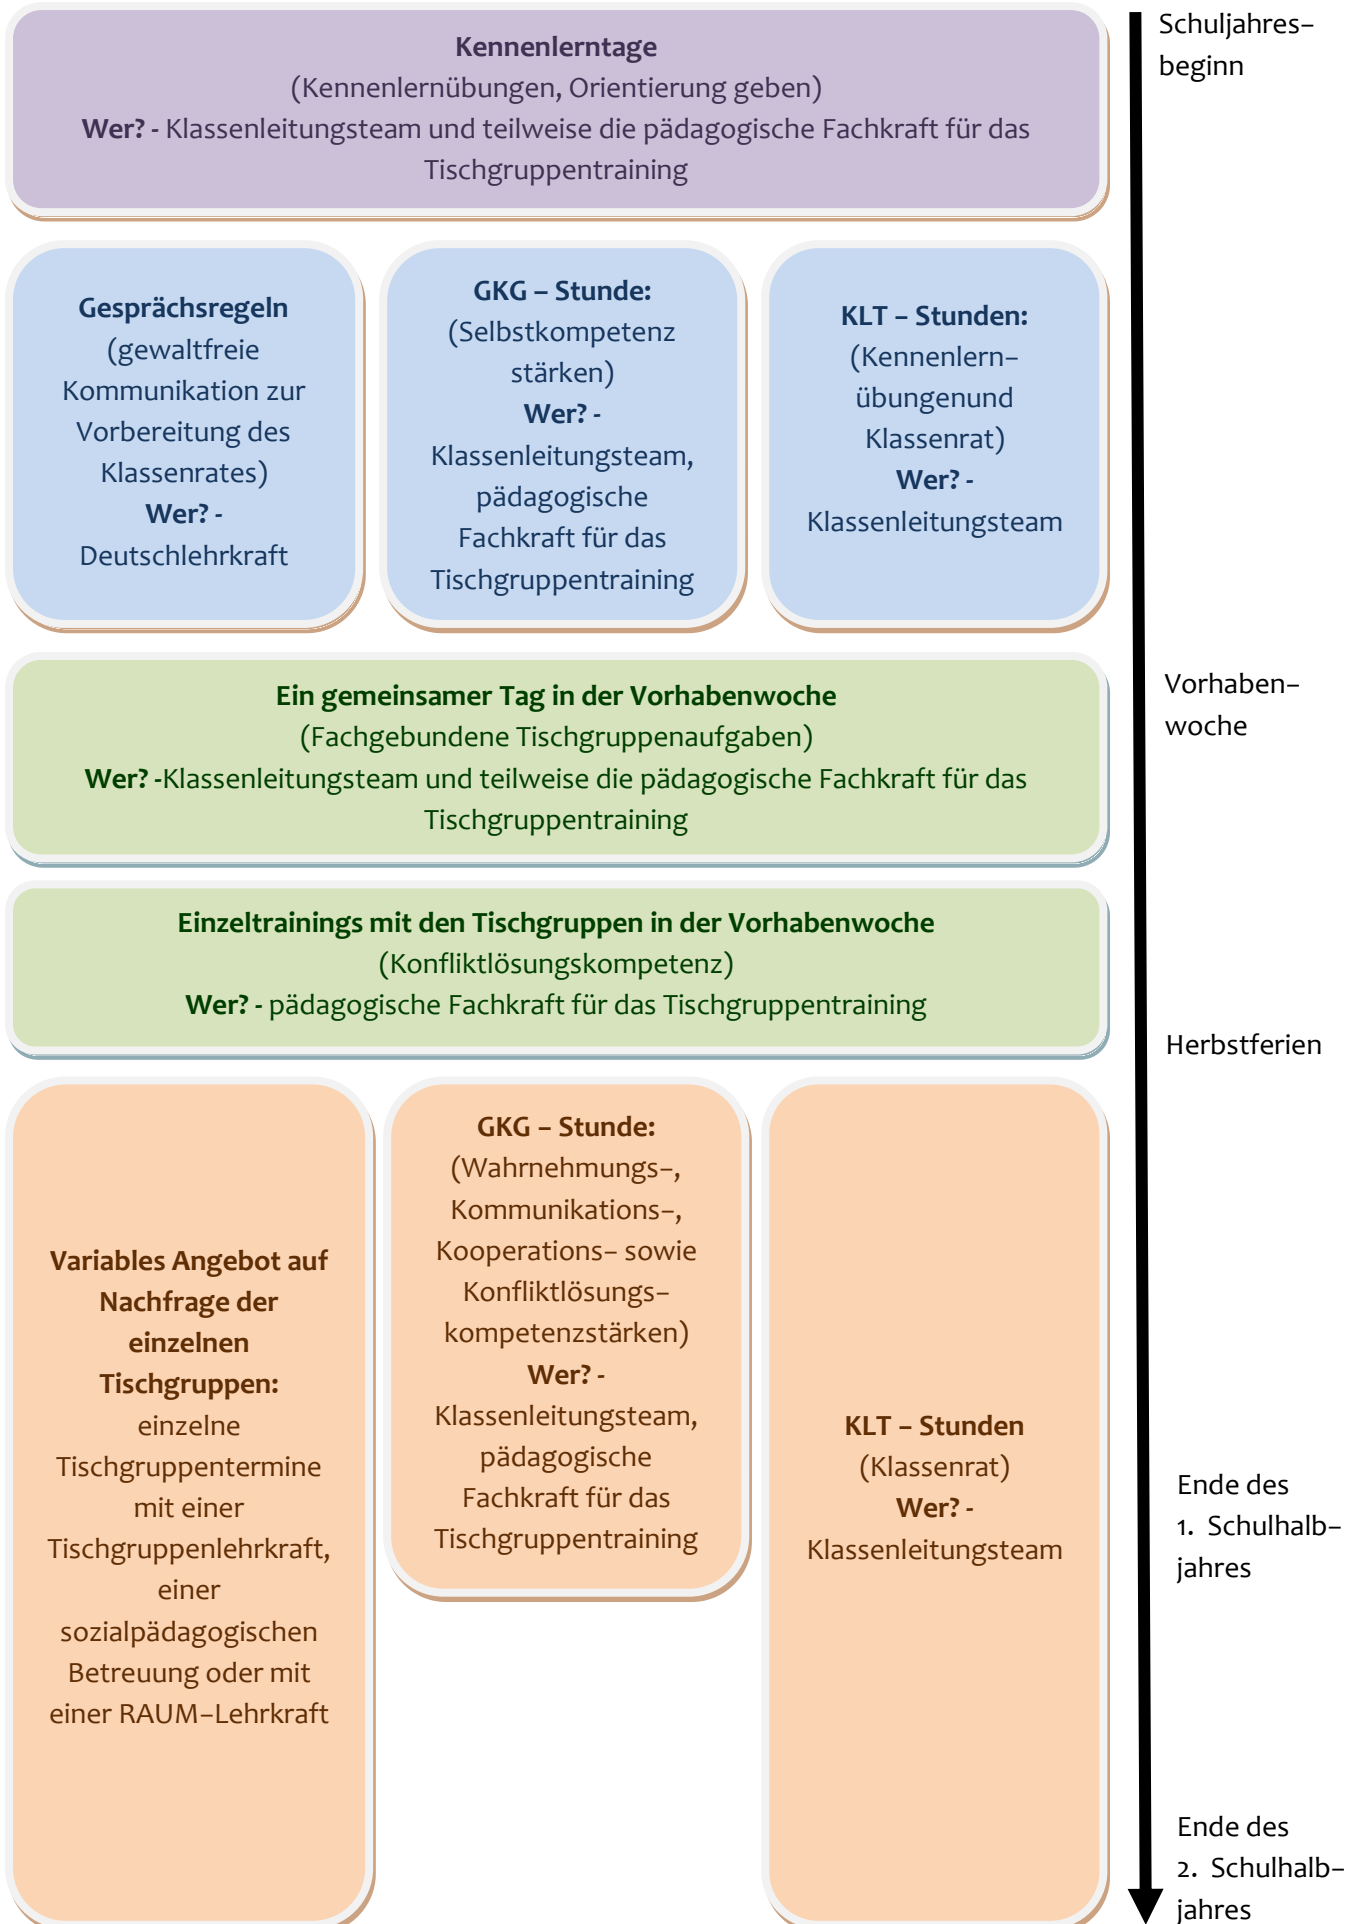 Kennenlerntage
(Kennenlernübungen, Orientierung geben)
Wer? - Klassenleitungsteam und teilweise die pädagogische Fachkraft für das
Tischgruppentraining
Schuljahres–
beginn
Gesprächsregeln
(gewaltfreie
Kommunikation zur
Vorbereitung des
Klassenrates)
Wer? -
Deutschlehrkraft
GKG – Stunde:
(Selbstkompetenz
stärken)
Wer? -
Klassenleitungsteam,
pädagogische
Fachkraft für das
Tischgruppentraining
KLT – Stunden:
(Kennenlern–
übungenund
Klassenrat)
Wer? -
Klassenleitungsteam
Ein gemeinsamer Tag in der Vorhabenwoche
(Fachgebundene Tischgruppenaufgaben)
Wer? -Klassenleitungsteam und teilweise die pädagogische Fachkraft für das
Tischgruppentraining
Vorhaben–
woche
Einzeltrainings mit den Tischgruppen in der Vorhabenwoche
(Konfliktlösungskompetenz)
Wer? - pädagogische Fachkraft für das Tischgruppentraining
Herbstferien
Variables Angebot auf
Nachfrage der
einzelnen
Tischgruppen:
einzelne
Tischgruppentermine
mit einer
Tischgruppenlehrkraft,
einer
sozialpädagogischen
Betreuung oder mit
einer RAUM–Lehrkraft
GKG – Stunde:
(Wahrnehmungs–,
Kommunikations–,
Kooperations– sowie
Konfliktlösungs–
kompetenzstärken)
Wer? -
Klassenleitungsteam,
pädagogische
Fachkraft für das
Tischgruppentraining
KLT – Stunden
(Klassenrat)
Wer? -
Klassenleitungsteam
Ende des
1. Schulhalb–
jahres
Ende des
2. Schulhalb–
jahres